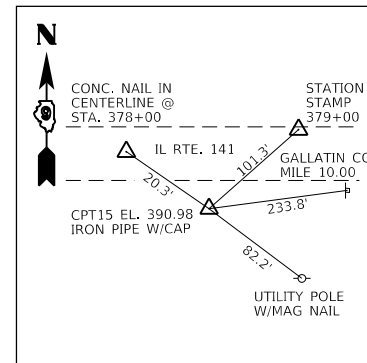 N
CONC. NAIL IN
CENTERLINE @
STA. 378+00
STATION
STAMP
379+00
9
IL RTE. 141
101.3'
GALLATIN CO
MILE 10.00
20.3'
233.8'
CPT15 EL. 390.98
IRON PIPE W/CAP
82.2'
UTILITY POLE
W/MAG NAIL